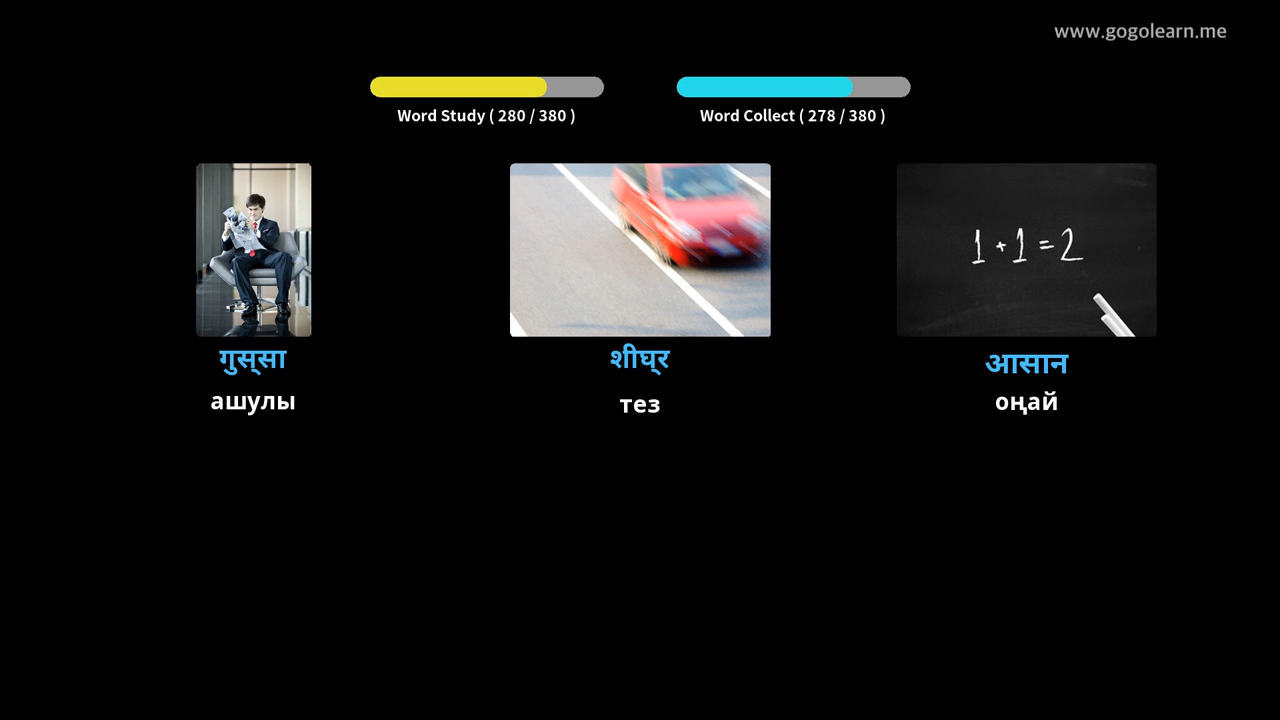 www.gogolearn.me
Word Study ( 280 / 380 )
Word Collect ( 278 / 380 )
1 + 1 = 2
गुस्सा
शीघ्र
आसान
ашулы
тез
оңай